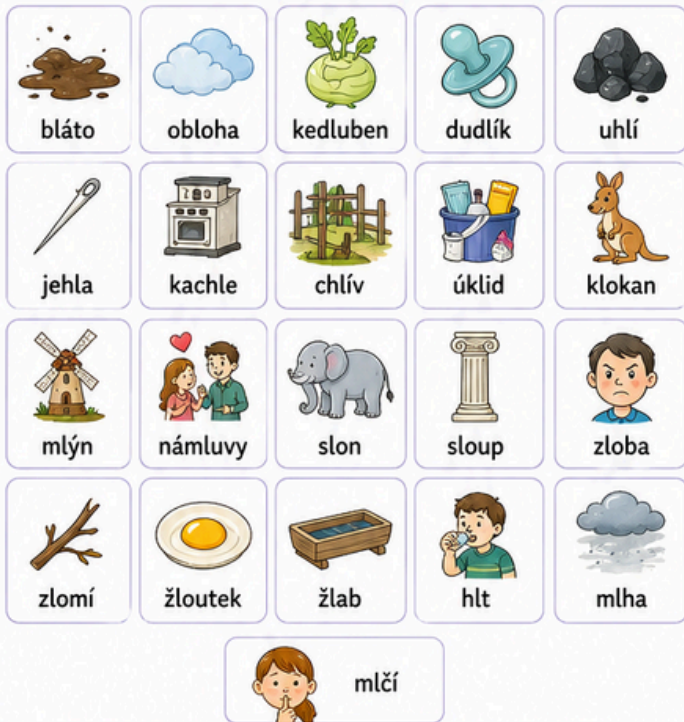 bláto obloha kedluben dudlík uhlí
jehla kachle chlív úklid klokan
mlýn námluvy slon sloup zloba
zlomí žloutek žlab hlt mlha
mlčí